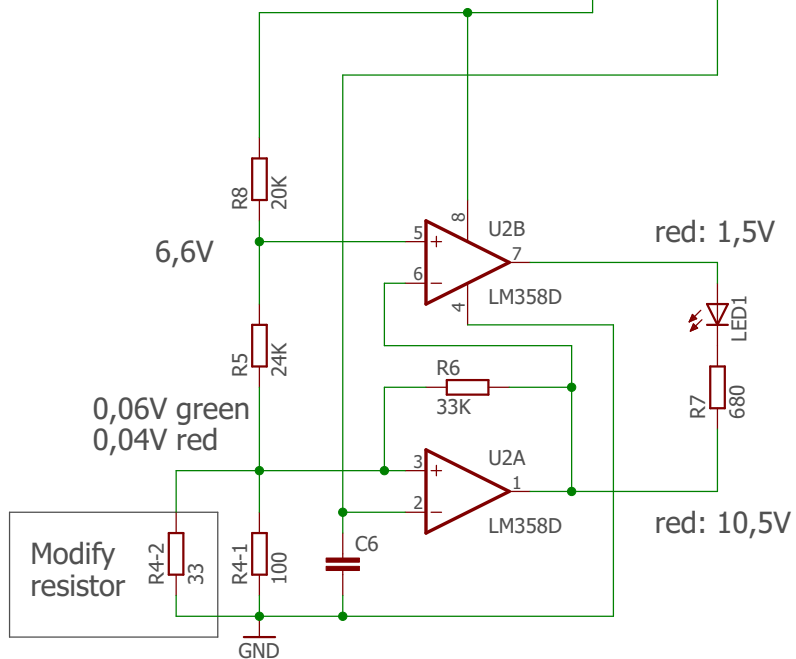 R8
20K
6,6V
5
+
6
−
8
4
U2B
7
LM358D
red: 1,5V
LED1
R5
24K
R6
33K
R7
680
0,06V green
0,04V red
3
+
2
−
U2A
1
LM358D
red: 10,5V
Modify
resistor
R4-2
33
R4-1
100
C6
GND